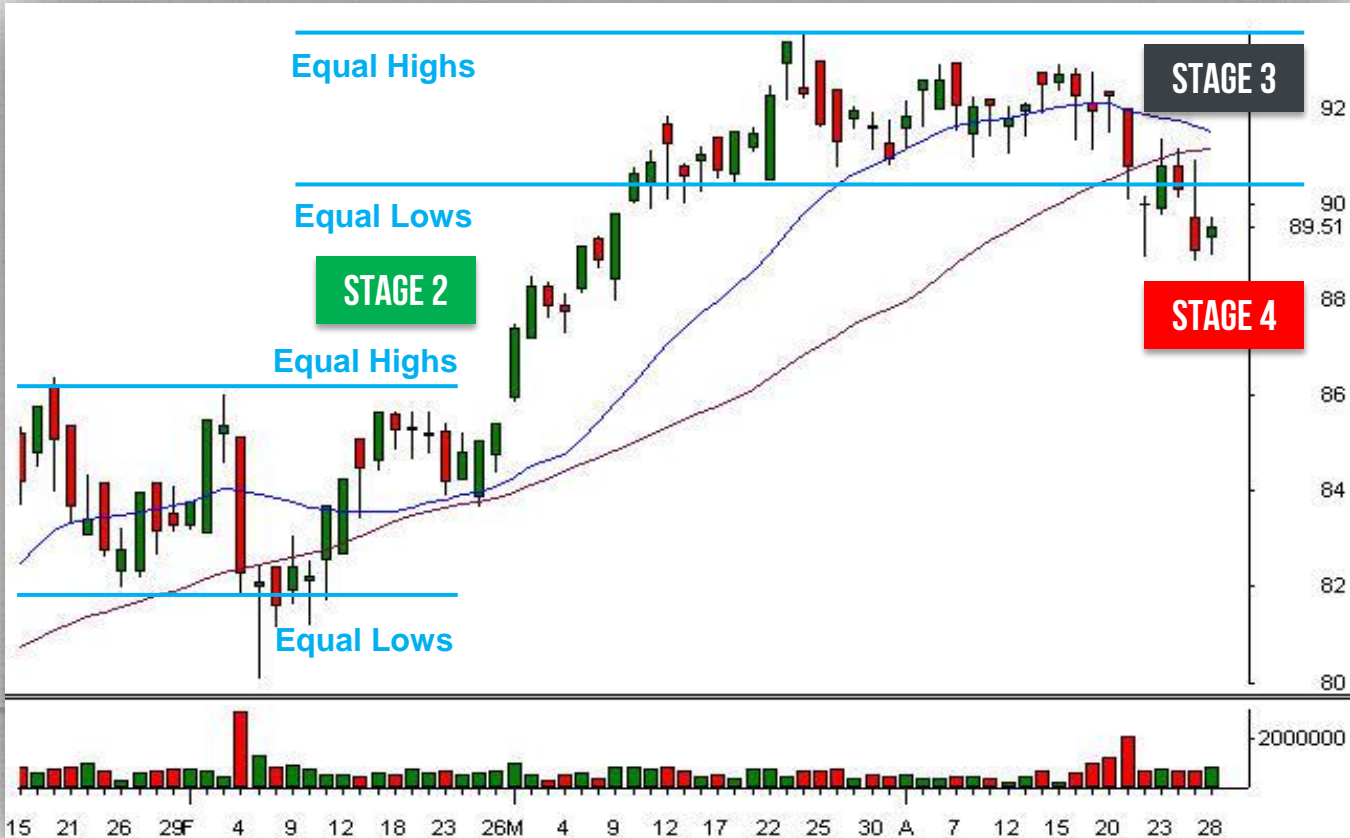 Equal Highs
STAGE 3
92
Equal Lows
90
89.51
STAGE 2
88
STAGE 4
Equal Highs
86
84
82
Equal Lows
80
2000000
15 21 26 29F 4 9 12 18 23 26M 4 9 12 17 22 25 30 A 7 12 15 20 23 28